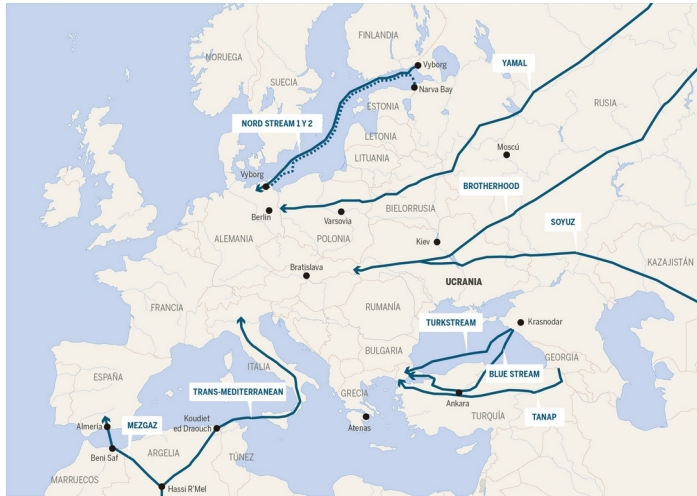 FINLANDIA
NORUEGA
Vyborg
YAMAL
SUECIA
Narva Bay
RUSIA
ESTONIA
NORD STREAM 1 Y 2
LETONIA
Moscú
LITUANIA
Vyborg
BROTHERHOOD
Berlin
Varsovia
BIELORRUSIA
SOYUZ
ALEMANIA
POLONIA
Kiev
KAZAJISTÁN
Bratislava
UCRANIA
FRANCIA
RUMANÍA
TURKSTREAM
Krasnodar
BULGARIA
GEORGIA
ITALIA
BLUE STREAM
ESPAÑA
TRANS-MEDITERRANEAN
GRECIA
Ankara
TURQUÍA
TANAP
Almería
MEZGAZ
Koudiet
ed Draouch
Atenas
Beni Saf
ARGELIA
TÚNEZ
MARRUECOS
Hassi R'Mel